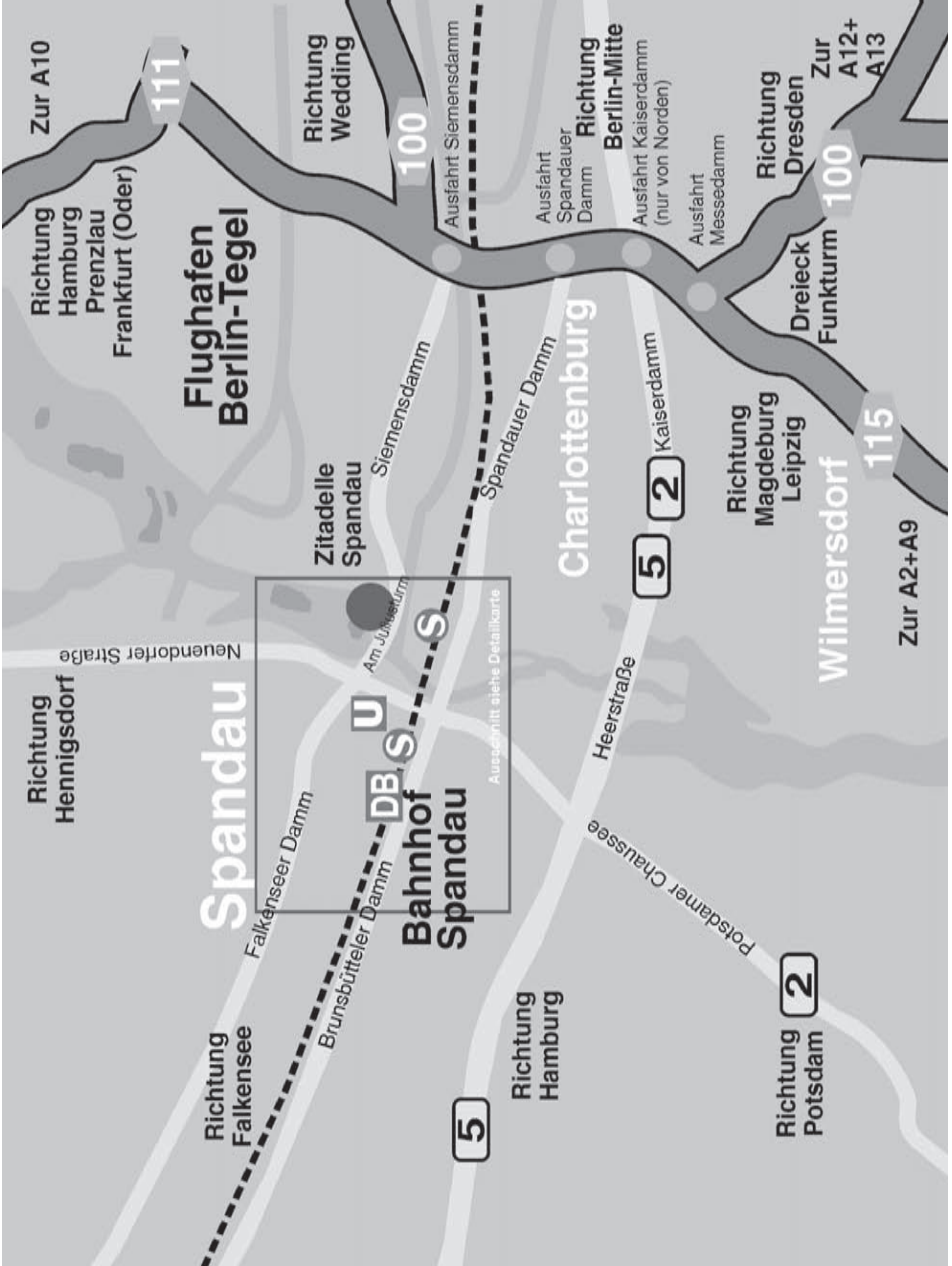 Richtung
Hennigsdorf
Richtung
Hamburg
Prenzlau
Frankfurt (Oder)
Zur A10
111
Neuendorfer Straße
Flughafen
Berlin-Tegel
Richtung
Wedding
100
Spandau
Richtung
Falkensee
Falkenseer Damm
Zitadelle
Spandau
Siemensdamm
Ausfahrt Siemensdamm
Am Juliusturm
U
S
S
DB
Bahnhof
Spandau
Brunsbütteler Damm
Ausschnitt siehe Detailkarte
Spandauer Damm
Ausfahrt
Spandauer
Damm
Richtung
Berlin-Mitte
Charlottenburg
Ausfahrt Kaiserdamm
(nur von Norden)
Kaiserdamm
2
5
Heerstraße
5
Richtung
Hamburg
Ausfahrt
Messedamm
Richtung
Dresden
Zur
A12+
A13
100
Dreieck
Funkturm
Richtung
Magdeburg
Leipzig
115
Wilmersdorf
Zur A2+A9
Potsdamer Chaussee
2
Richtung
Potsdam